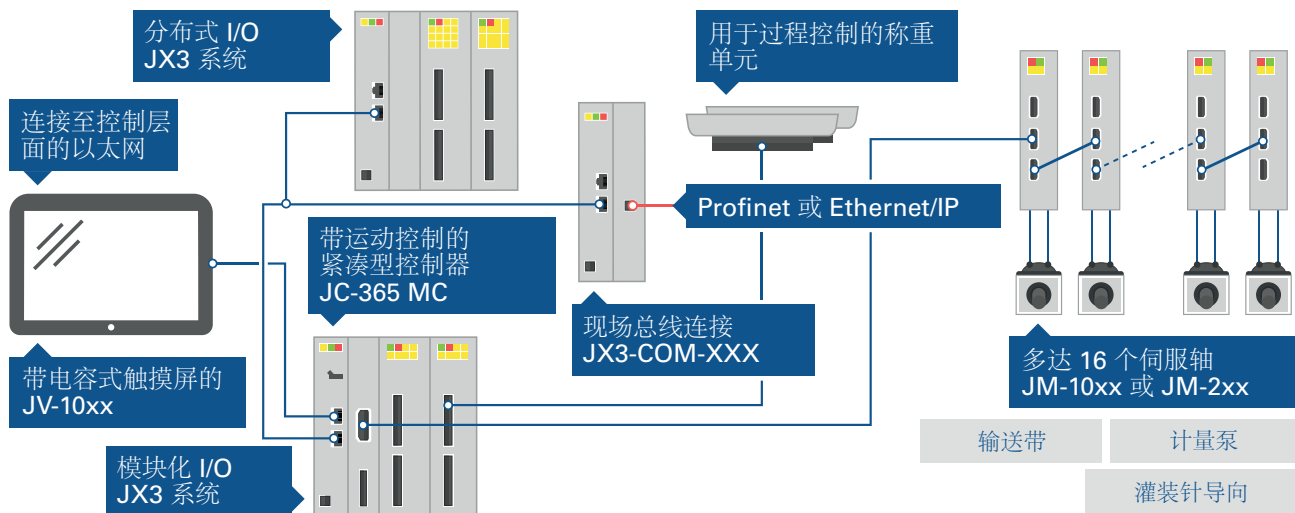 分布式 I/O
JX3 系统
用于过程控制的称重
单元
连接至控制层
面的以太网
Profinet 或 Ethernet/IP
带运动控制的
紧凑型控制器
JC-365 MC
现场总线连接
JX3-COM-XXX
带电容式触摸屏的
JV-10xx
多达 16 个伺服轴
JM-10xx 或 JM-2xx
模块化 I/O
JX3 系统
输送带
计量泵
灌装针导向